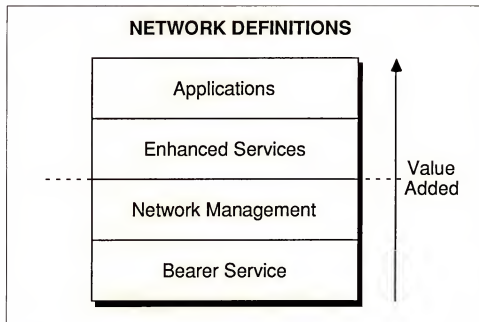 NETWORK DEFINITIONS
Applications
Enhanced Services
Value
Added
Network Management
Bearer Service